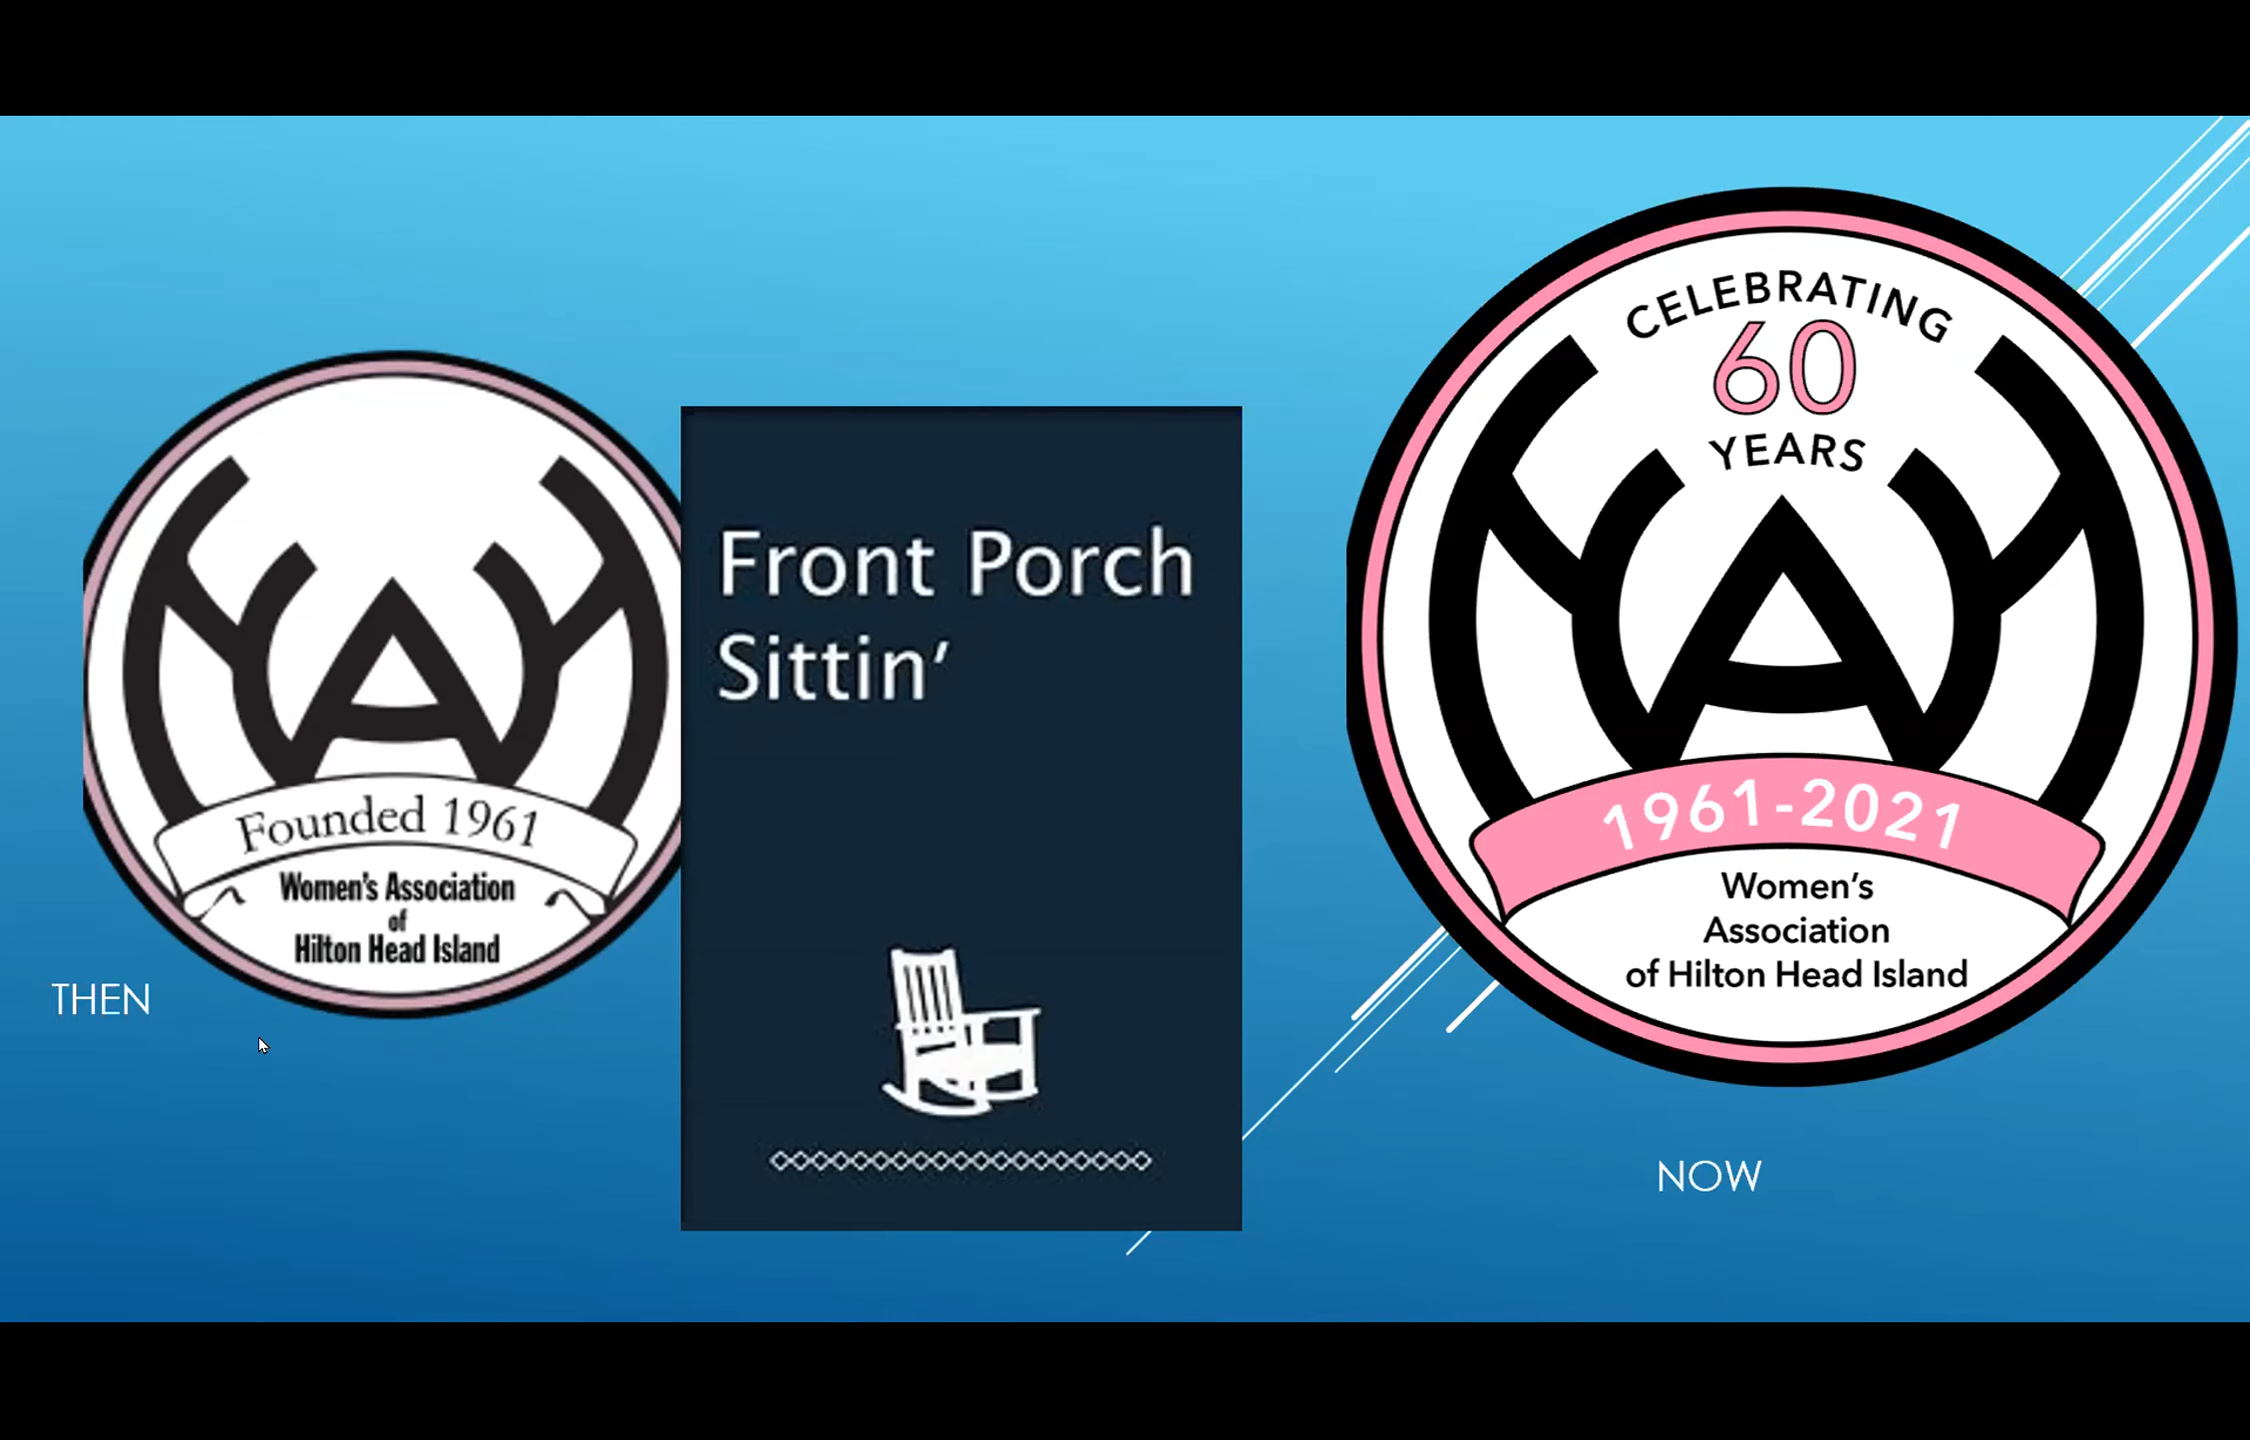 Founded 1961
Women's Association
of
Hilton Head Island
THEN
Front Porch
Sittin'
CELEBRATING
60
YEARS
WAHHI
1961-2021
Women's
Association
of Hilton Head Island
NOW